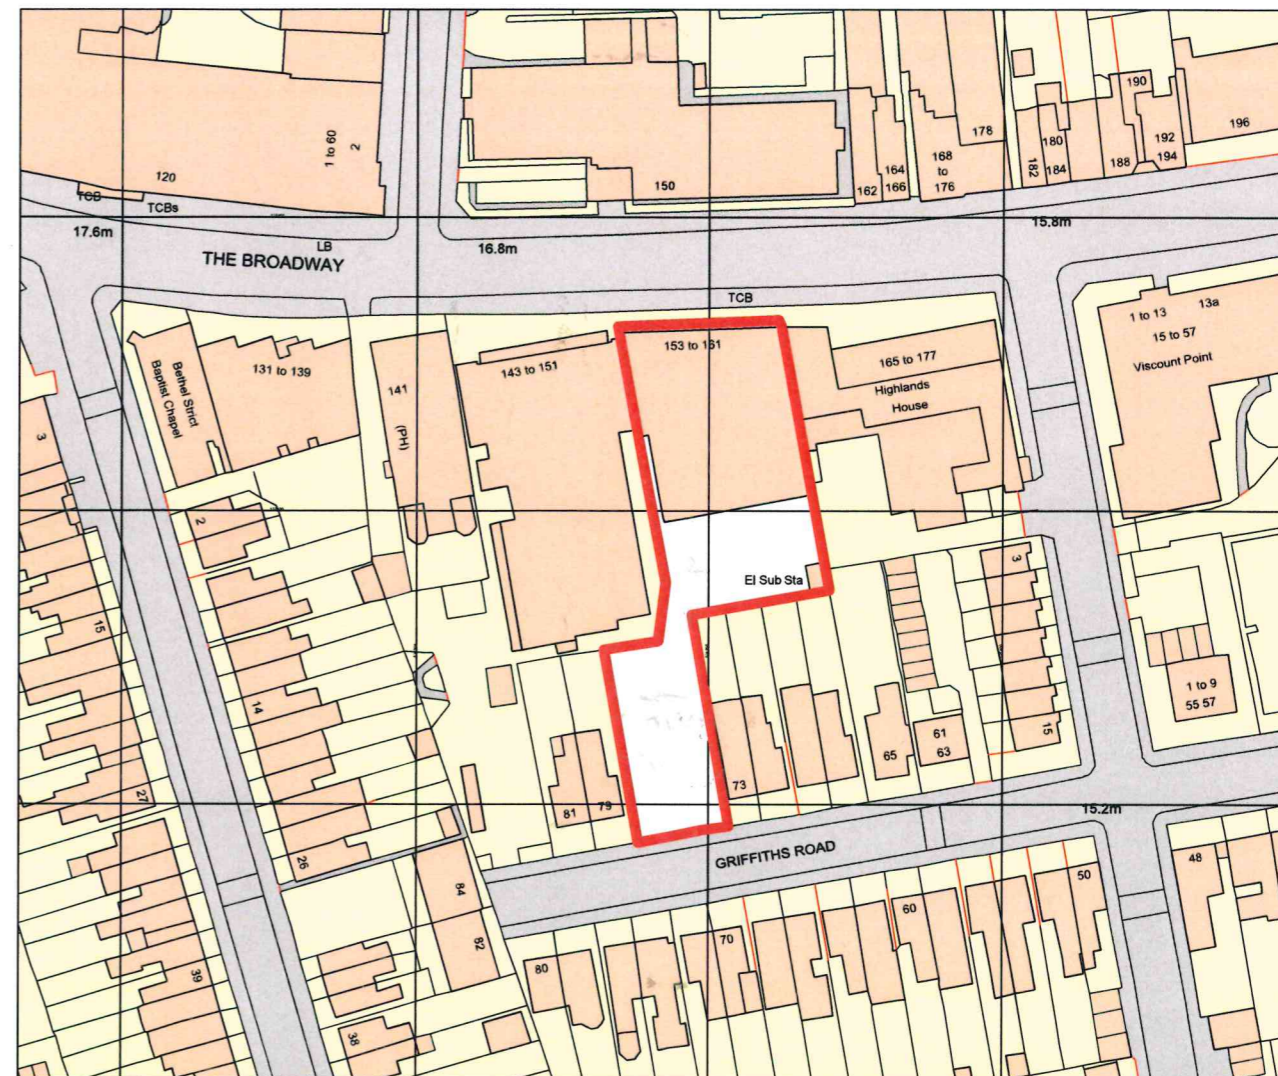 190
1 to 60
2
178
180
192
196
168
to
176
164
166
182
184
188
194
120
150
162
TCB
TCBs
17.6m
LB
THE BROADWAY
16.8m
15.8m
TCB
1 to 13
13a
15 to 57
Viscount Point
Bethel Strict
Baptist Chapel
131 to 139
141
(PH)
143 to 151
153 to 161
165 to 177
Highlands
House
3
2
El Sub Sta
3
15
14
1 to 9
55 57
61
63
65
15
73
27
81
79
15.2m
GRIFFITHS ROAD
26
84
48
50
60
70
82
80
39
38